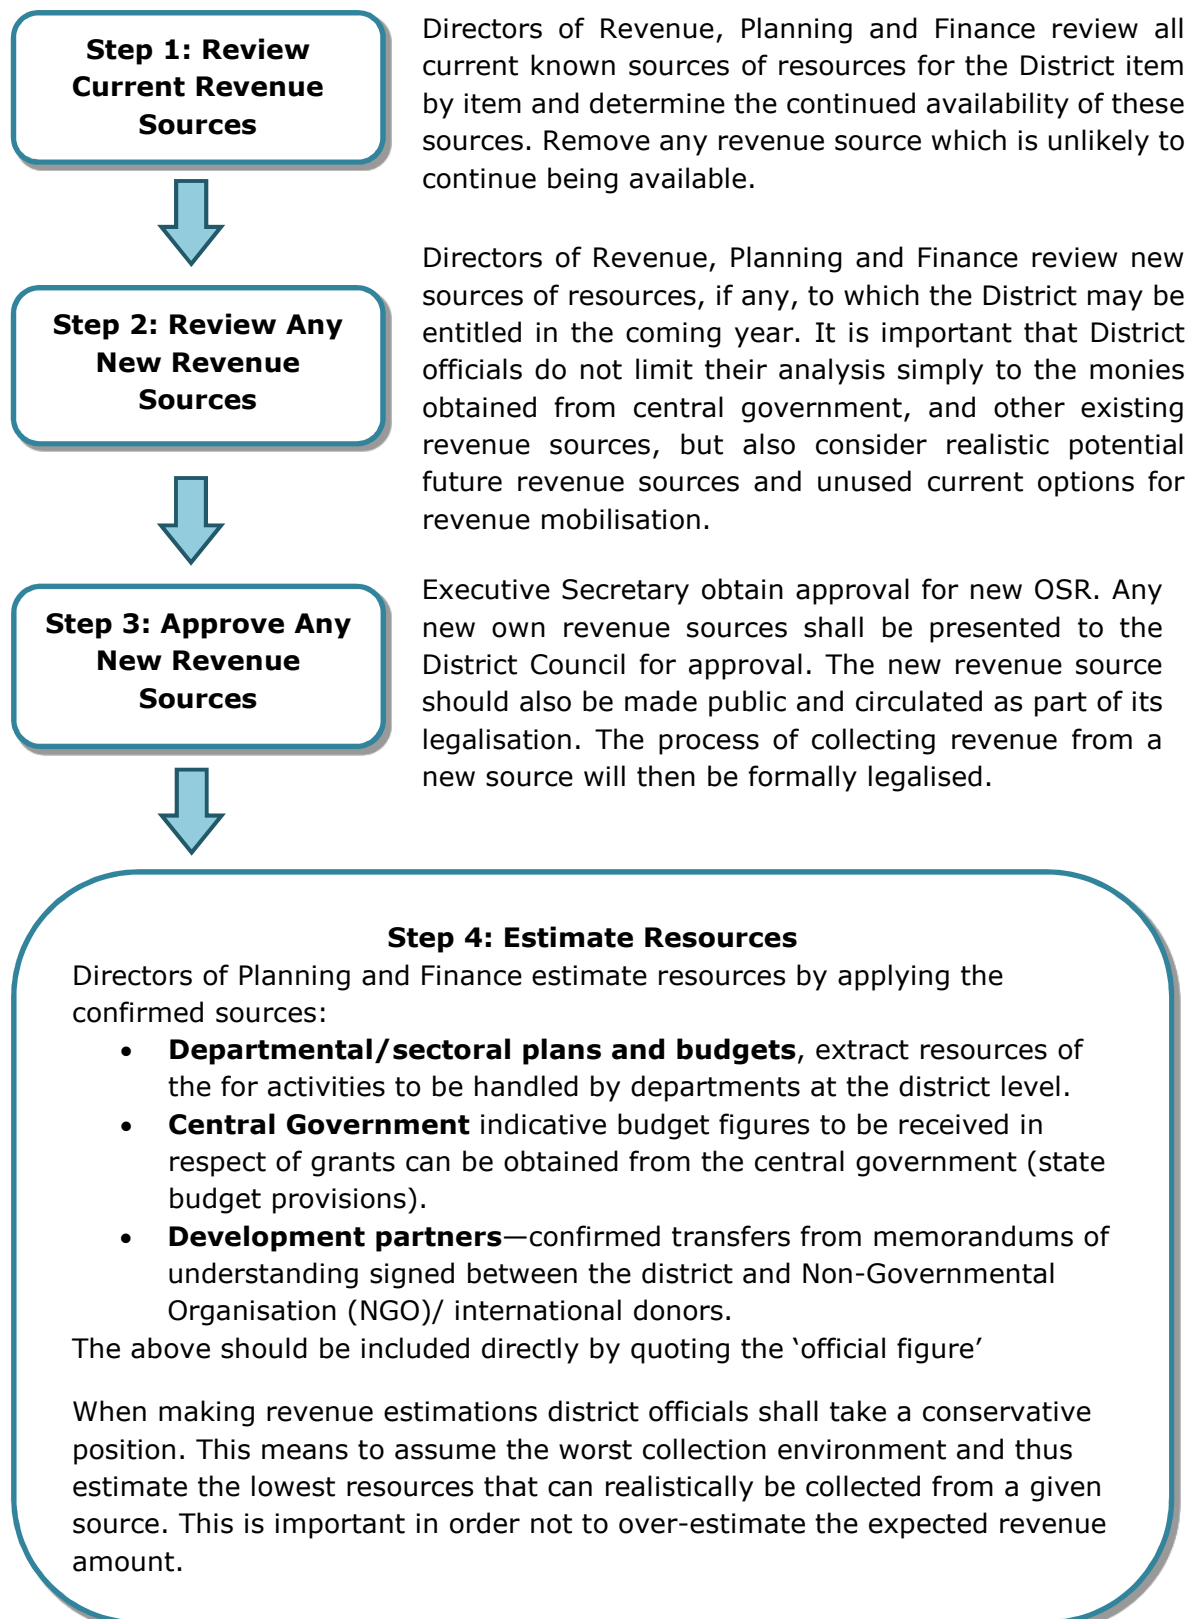 Step 1: Review
Current Revenue
Sources
Directors of Revenue, Planning and Finance review all
current known sources of resources for the District item
by item and determine the continued availability of these
sources. Remove any revenue source which is unlikely to
continue being available.
Step 2: Review Any
New Revenue
Sources
Directors of Revenue, Planning and Finance review new
sources of resources, if any, to which the District may be
entitled in the coming year. It is important that District
officials do not limit their analysis simply to the monies
obtained from central government, and other existing
revenue sources, but also consider realistic potential
future revenue sources and unused current options for
revenue mobilisation.
Step 3: Approve Any
New Revenue
Sources
Executive Secretary obtain approval for new OSR. Any
new own revenue sources shall be presented to the
District Council for approval. The new revenue source
should also be made public and circulated as part of its
legalisation. The process of collecting revenue from a
new source will then be formally legalised.
Step 4: Estimate Resources
Directors of Planning and Finance estimate resources by applying the
confirmed sources:
• Departmental/sectoral plans and budgets, extract resources of
the for activities to be handled by departments at the district level.
• Central Government indicative budget figures to be received in
respect of grants can be obtained from the central government (state
budget provisions).
• Development partners—confirmed transfers from memorandums of
understanding signed between the district and Non-Governmental
Organisation (NGO)/ international donors.
The above should be included directly by quoting the ‘official figure’
When making revenue estimations district officials shall take a conservative
position. This means to assume the worst collection environment and thus
estimate the lowest resources that can realistically be collected from a given
source. This is important in order not to over-estimate the expected revenue
amount.